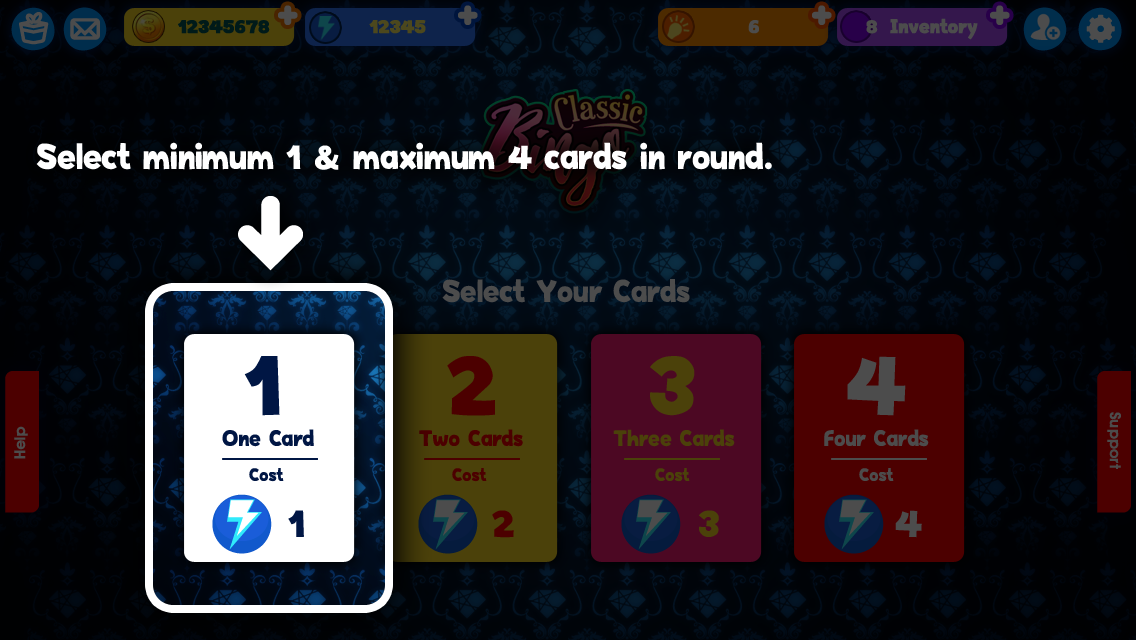 12345678
12345
6
8 Inventory
Classic
Bingo
Select minimum 1 & maximum 4 cards in round.
Select Your Cards
1
One Card
Cost
1
2
Two Cards
Cost
2
3
Three Cards
Cost
3
4
Four Cards
Cost
4
Help
Support